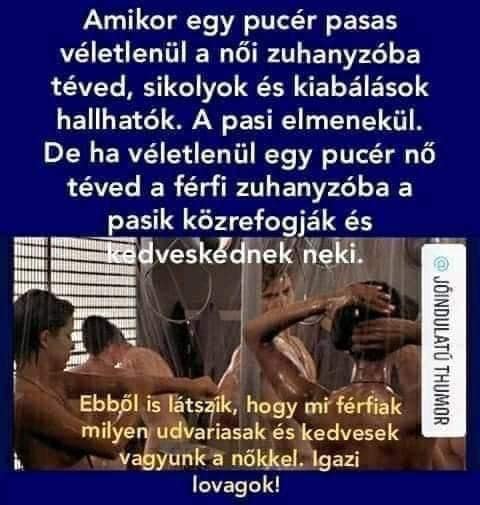 Amikor egy pucér pasas
véletlenül a női zuhanyzóba
téved, sikolyok és kiabálások
hallhatók. A pasi elmenekül.
De ha véletlenül egy pucér nő
téved a férfi zuhanyzóba a
pasik közrefogják és
kedveskednek neki.
@ JÓINDULATÚ THUMOR
Ebből is látszik, hogy mi férfiak
milyen udvariasak és kedvesek
vagyunk a nőkkel. Igazi
lovagok!